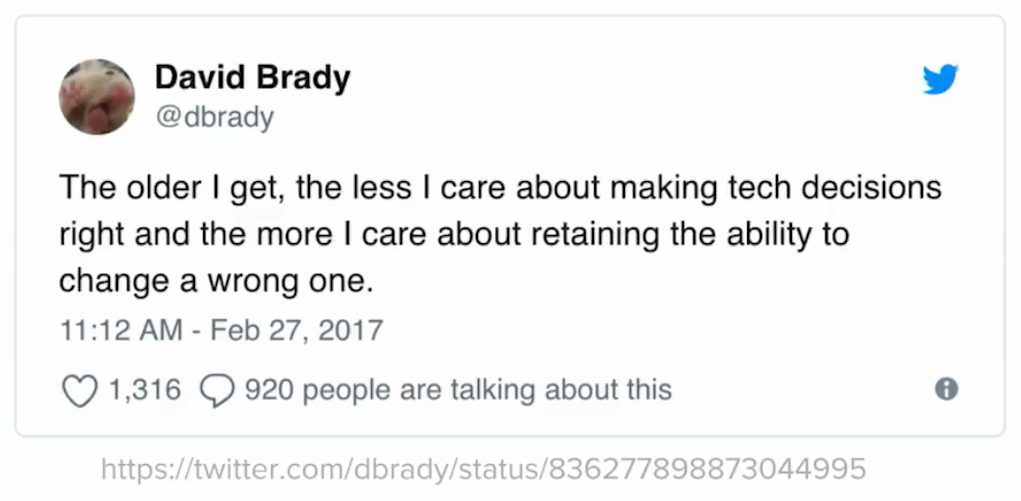 David Brady
@dbrady
The older I get, the less I care about making tech decisions
right and the more I care about retaining the ability to
change a wrong one.
11:12 AM - Feb 27, 2017
1,316 920 people are talking about this
https://twitter.com/dbrady/status/836277898873044995